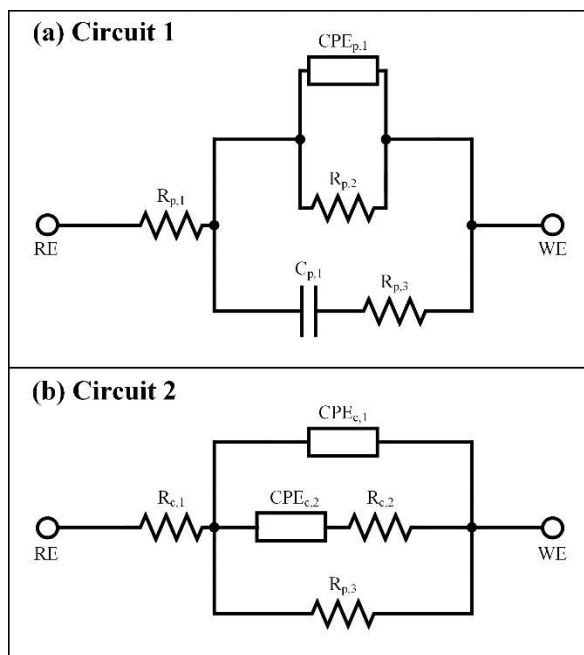 (a) Circuit 1
CPEp,1
Rp,1
Rp,2
RE
WE
Cp,1
Rp,3
(b) Circuit 2
CPEc,1
Rc,1
CPEc,2
Rc,2
RE
WE
Rp,3